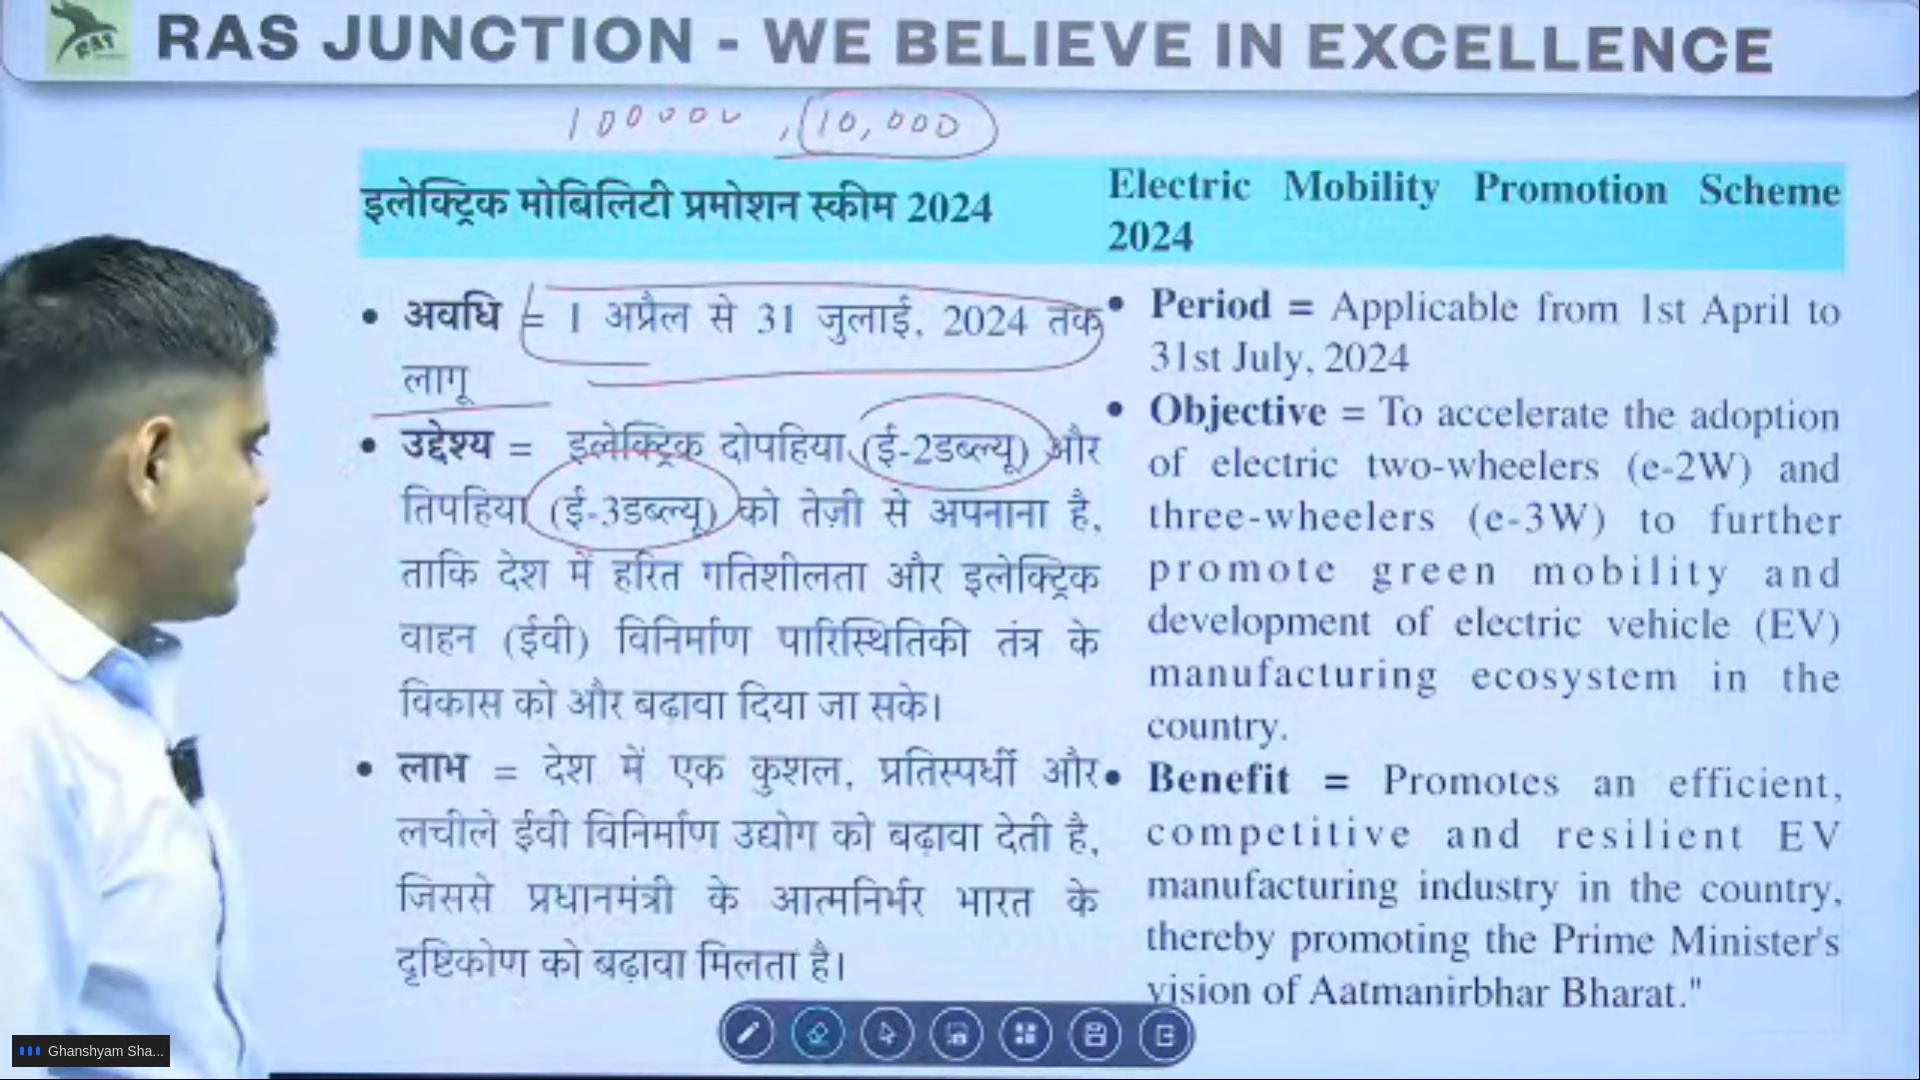 RAS JUNCTION - WE BELIEVE IN EXCELLENCE
RAS
100000 , 10,000
इलेक्ट्रिक मोबिलिटी प्रमोशन स्कीम 2024
• अवधि = 1 अप्रैल से 31 जुलाई, 2024 तक
लागू
• उद्देश्य = इलेक्ट्रिक दोपहिया (ई-2डब्ल्यू) और
तिपहिया (ई-3डब्ल्यू) को तेज़ी से अपनाना है,
ताकि देश में हरित गतिशीलता और इलेक्ट्रिक
वाहन (ईवी) विनिर्माण पारिस्थितिकी तंत्र के
विकास को और बढावा दिया जा सके।
• लाभ = देश में एक कुशल, प्रतिस्पर्धी और
लचीले ईवी विनिर्माण उद्योग को बढ़ावा देती है,
जिससे प्रधानमंत्री के आत्मनिर्भर भारत के
दृष्टिकोण को बढ़ावा मिलता है।
Electric Mobility Promotion Scheme
2024
• Period = Applicable from 1st April to
31st July, 2024
• Objective = To accelerate the adoption
of electric two-wheelers (e-2W) and
three-wheelers (e-3W) to further
promote green mobility and
development of electric vehicle (EV)
manufacturing ecosystem in the
country.
• Benefit = Promotes an efficient,
competitive and resilient EV
manufacturing industry in the country,
thereby promoting the Prime Minister's
vision of Aatmanirbhar Bharat."
Ghanshyam Sha...